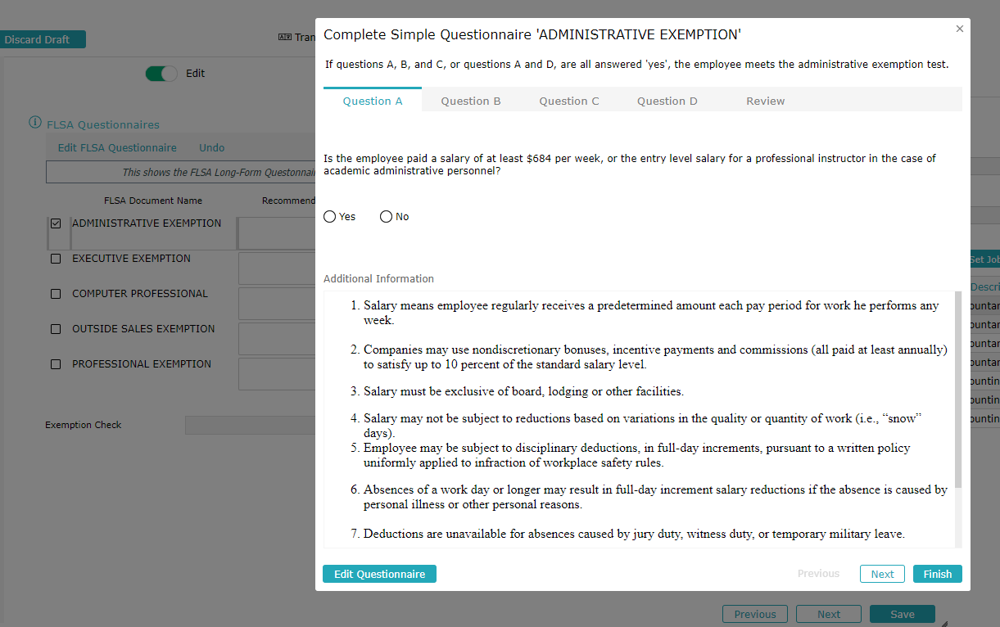 Discard Draft
Tran
Edit
FLSA Questionnaires
Edit FLSA Questionnaire Undo
This shows the FLSA Long-Form Questonnai
FLSA Document Name Recommend
ADMINISTRATIVE EXEMPTION
EXECUTIVE EXEMPTION
COMPUTER PROFESSIONAL
OUTSIDE SALES EXEMPTION
PROFESSIONAL EXEMPTION
Exemption Check
Complete Simple Questionnaire 'ADMINISTRATIVE EXEMPTION'
If questions A, B, and C, or questions A and D, are all answered 'yes', the employee meets the administrative exemption test.
Question A Question B Question C Question D Review
Is the employee paid a salary of at least $684 per week, or the entry level salary for a professional instructor in the case of
academic administrative personnel?
Yes No
Additional Information
1. Salary means employee regularly receives a predetermined amount each pay period for work he performs any
week.
2. Companies may use nondiscretionary bonuses, incentive payments and commissions (all paid at least annually)
to satisfy up to 10 percent of the standard salary level.
3. Salary must be exclusive of board, lodging or other facilities.
4. Salary may not be subject to reductions based on variations in the quality or quantity of work (i.e., “snow”
days).
5. Employee may be subject to disciplinary deductions, in full-day increments, pursuant to a written policy
uniformly applied to infraction of workplace safety rules.
6. Absences of a work day or longer may result in full-day increment salary reductions if the absence is caused by
personal illness or other personal reasons.
7. Deductions are unavailable for absences caused by jury duty, witness duty, or temporary military leave.
Edit Questionnaire Previous Next Finish
Set Job
Descri
ountan
ountan
ountan
ountan
ountin
ountin
ountin
Previous Next Save